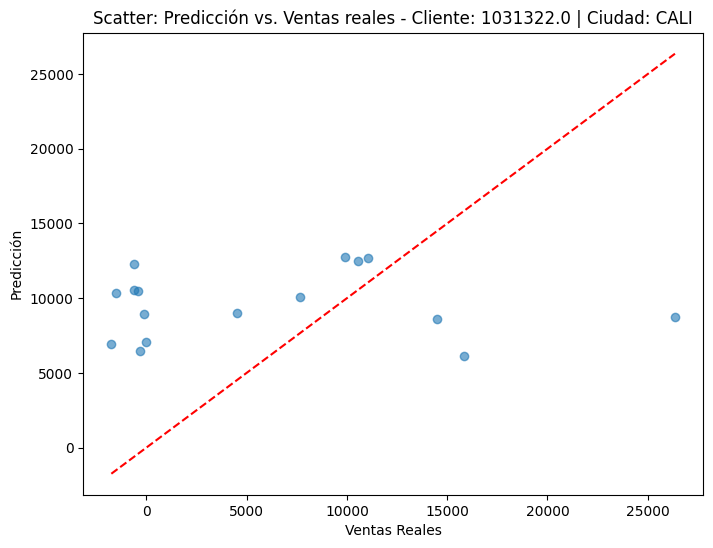 Scatter: Predicción vs. Ventas reales - Cliente: 1031322.0 | Ciudad: CALI
25000
20000
15000
10000
5000
0
Predicción
0 5000 10000 15000 20000 25000
Ventas Reales